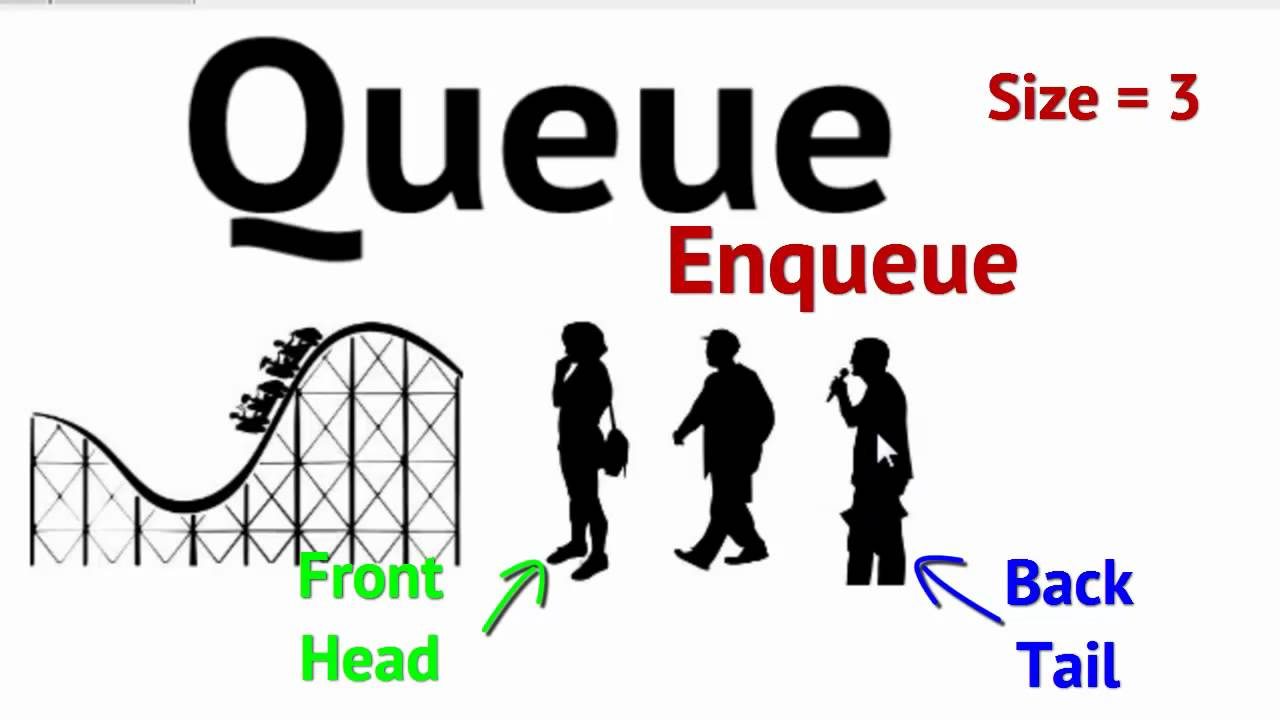 Queue
Size = 3
Enqueue
Front
Head
Back
Tail